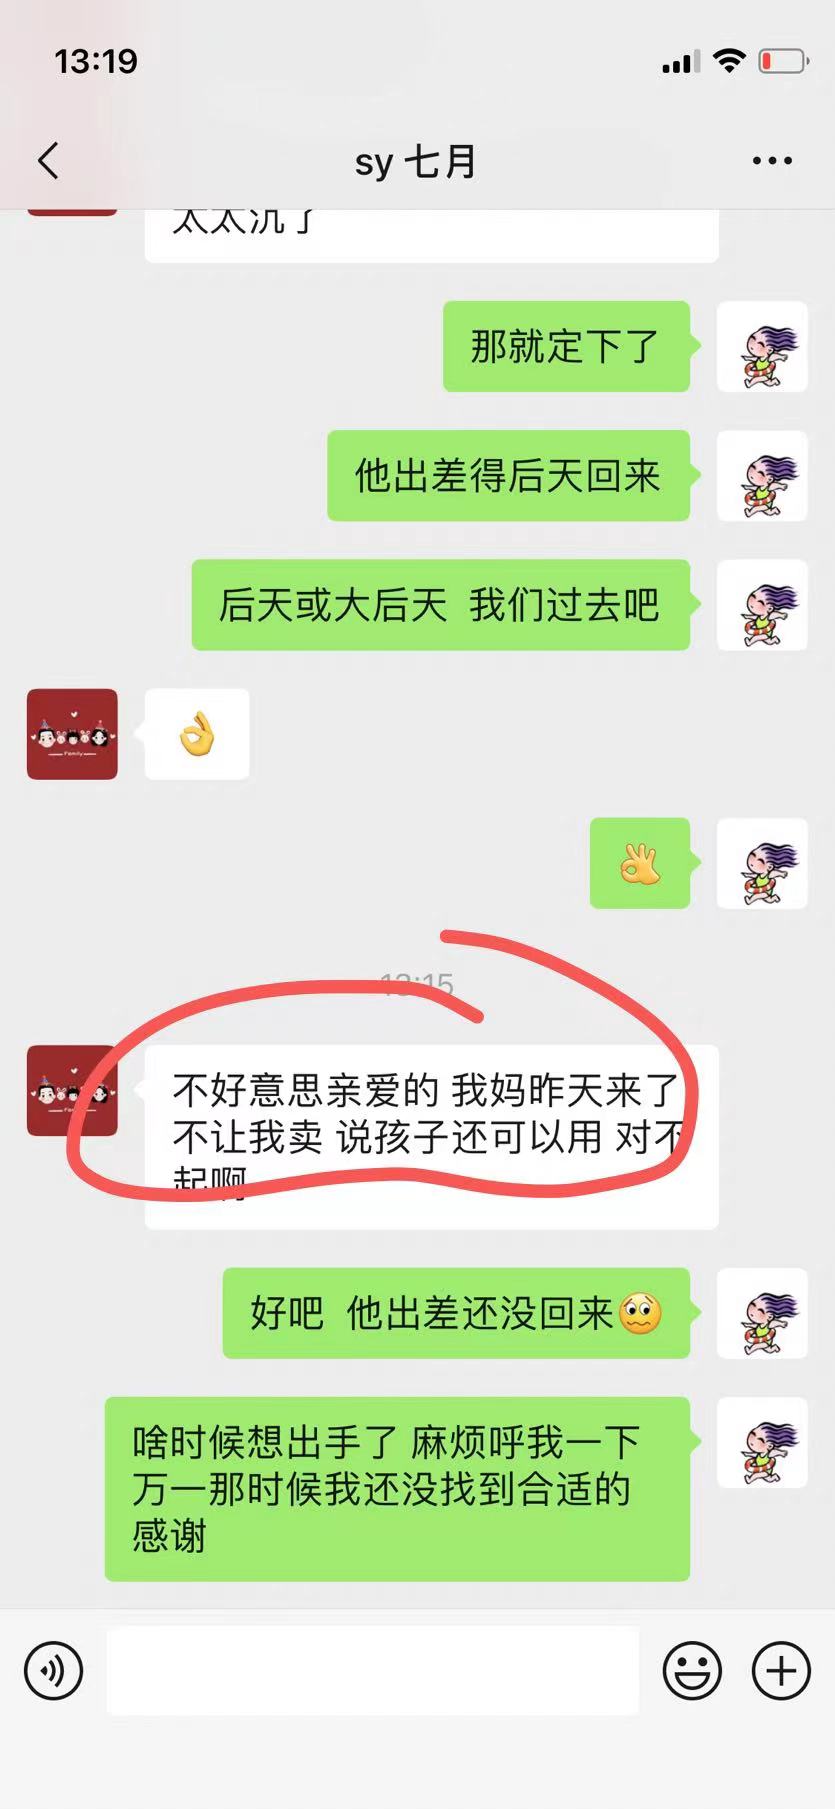 13:19
sy 七月
太太沉了
那就定下了
他出差得后天回来
后天或大后天 我们过去吧
Family
13:15
不好意思亲爱的 我妈昨天来了
不让我卖 说孩子还可以用 对不
起啊
好吧 他出差还没回来
啥时候想出手了 麻烦呼我一下
万一那时候我还没找到合适的
感谢